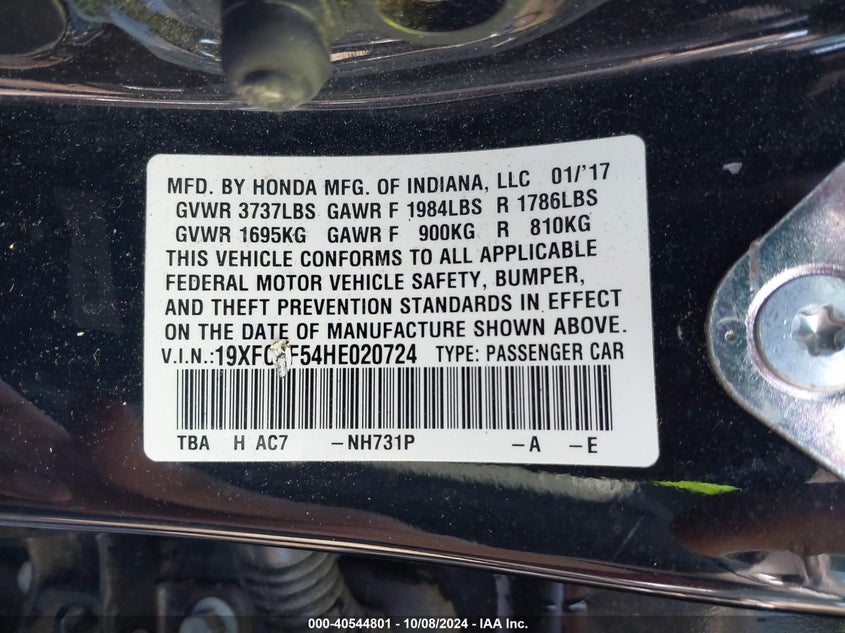 MFD. BY HONDA MFG. OF INDIANA, LLC 01/'17
GVWR 3737LBS GAWR F 1984LBS R 1786LBS
GVWR 1695KG GAWR F 900KG R 810KG
THIS VEHICLE CONFORMS TO ALL APPLICABLE
FEDERAL MOTOR VEHICLE SAFETY, BUMPER,
AND THEFT PREVENTION STANDARDS IN EFFECT
ON THE DATE OF MANUFACTURE SHOWN ABOVE.
V.I.N.: TYPE: PASSENGER CAR
TBA H AC7 -NH731P -A -E
000-40544801 - 10/08/2024 - IAA Inc.